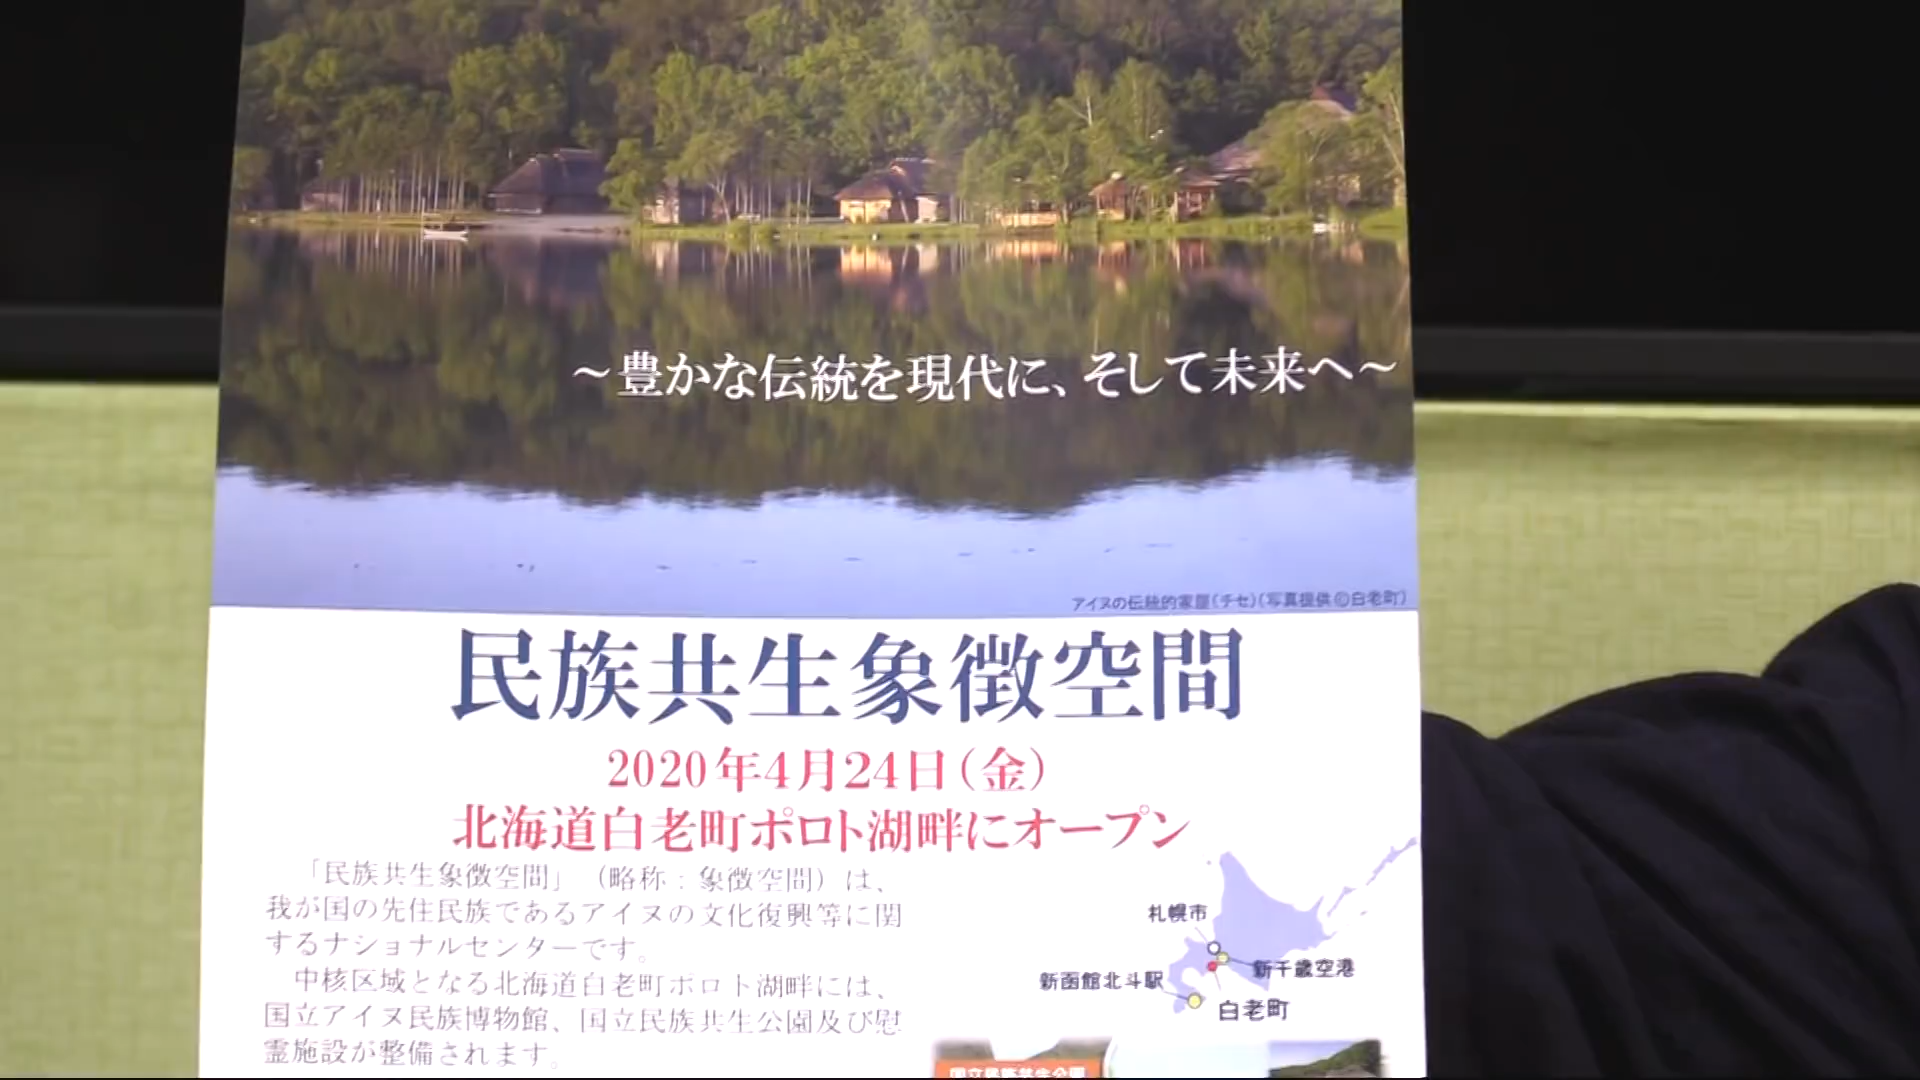 ～豊かな伝統を現代に、そして未来へ～
アイヌの伝統的家屋（チセ）（写真提供©白老町）
民族共生象徴空間
2020年4月24日（金）
北海道白老町ポロト湖畔にオープン
「民族共生象徴空間」（略称：象徴空間）は、
我が国の先住民族であるアイヌの文化復興等に関
するナショナルセンターです。
中核区域となる北海道白老町ポロト湖畔には、
国立アイヌ民族博物館、国立民族共生公園及び慰
霊施設が整備されます。
札幌市
新千歳空港
新函館北斗駅
白老町
国立民族共生公園